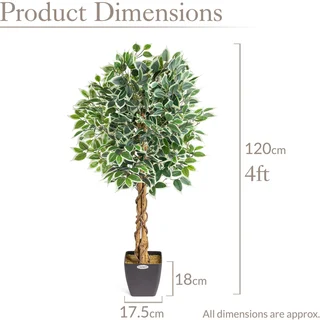 Product Dimensions
120cm
4ft
18cm
17.5cm
All dimensions are approx.